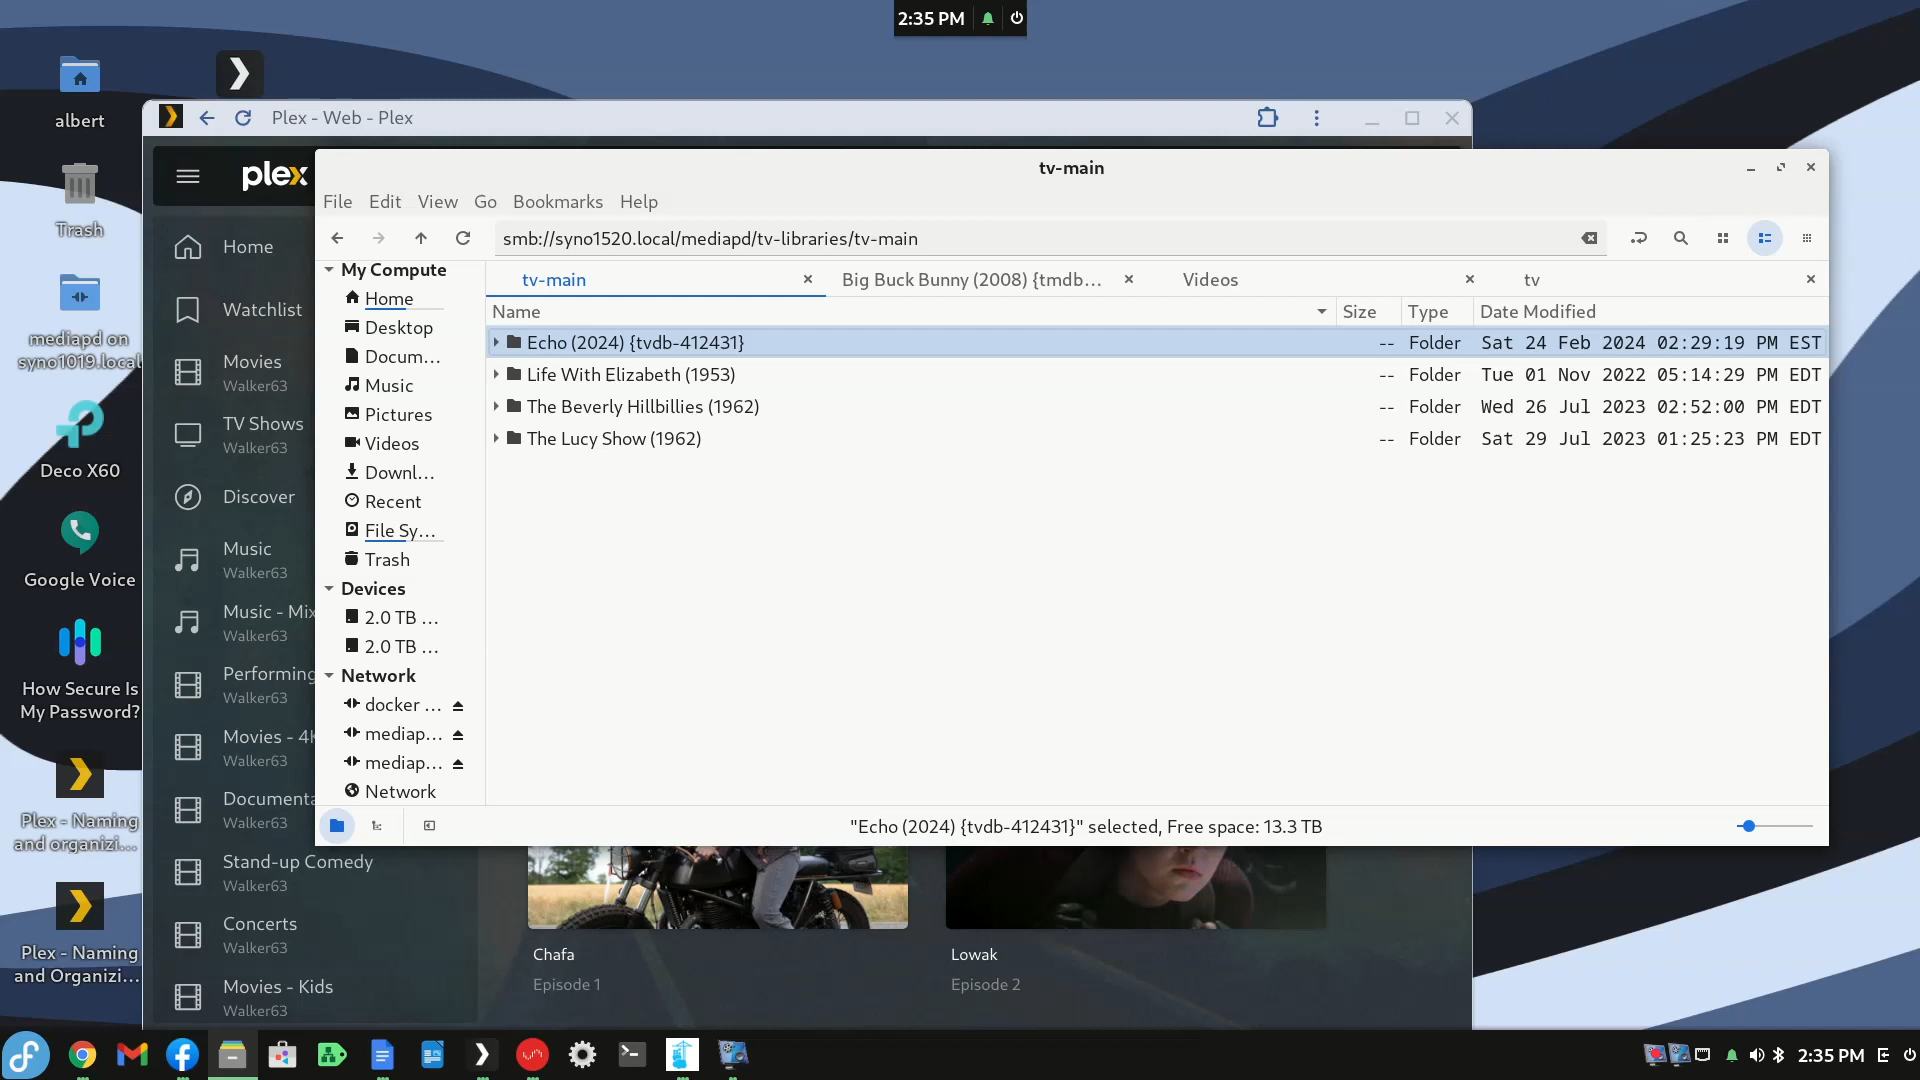 2:35 PM
albert
Trash
mediapd on
syno1019.local
Deco X60
Google Voice
How Secure Is
My Password?
Plex - Naming
and organizi...
Plex - Naming
and Organizi...
Plex - Web - Plex
plex
Home
Watchlist
Movies
Walker63
TV Shows
Walker63
Discover
Music
Walker63
Music - Mix
Walker63
Performing
Walker63
Movies - 4K
Walker63
Documenta
Walker63
Stand-up Comedy
Walker63
Concerts
Walker63
Movies - Kids
Walker63
tv-main
File Edit View Go Bookmarks Help
smb://syno1520.local/mediapd/tv-libraries/tv-main
My Compute
Home
Desktop
Docum...
Music
Pictures
Videos
Downl...
Recent
File Sy...
Trash
Devices
2.0 TB ...
2.0 TB ...
Network
docker ...
mediap...
mediap...
Network
tv-main Big Buck Bunny (2008) {tmdb... Videos tv
Name Size Type Date Modified
Echo (2024) {tvdb-412431} -- Folder Sat 24 Feb 2024 02:29:19 PM EST
Life With Elizabeth (1953) -- Folder Tue 01 Nov 2022 05:14:29 PM EDT
The Beverly Hillbillies (1962) -- Folder Wed 26 Jul 2023 02:52:00 PM EDT
The Lucy Show (1962) -- Folder Sat 29 Jul 2023 01:25:23 PM EDT
"Echo (2024) {tvdb-412431}" selected, Free space: 13.3 TB
Chafa
Episode 1
Lowak
Episode 2
2:35 PM